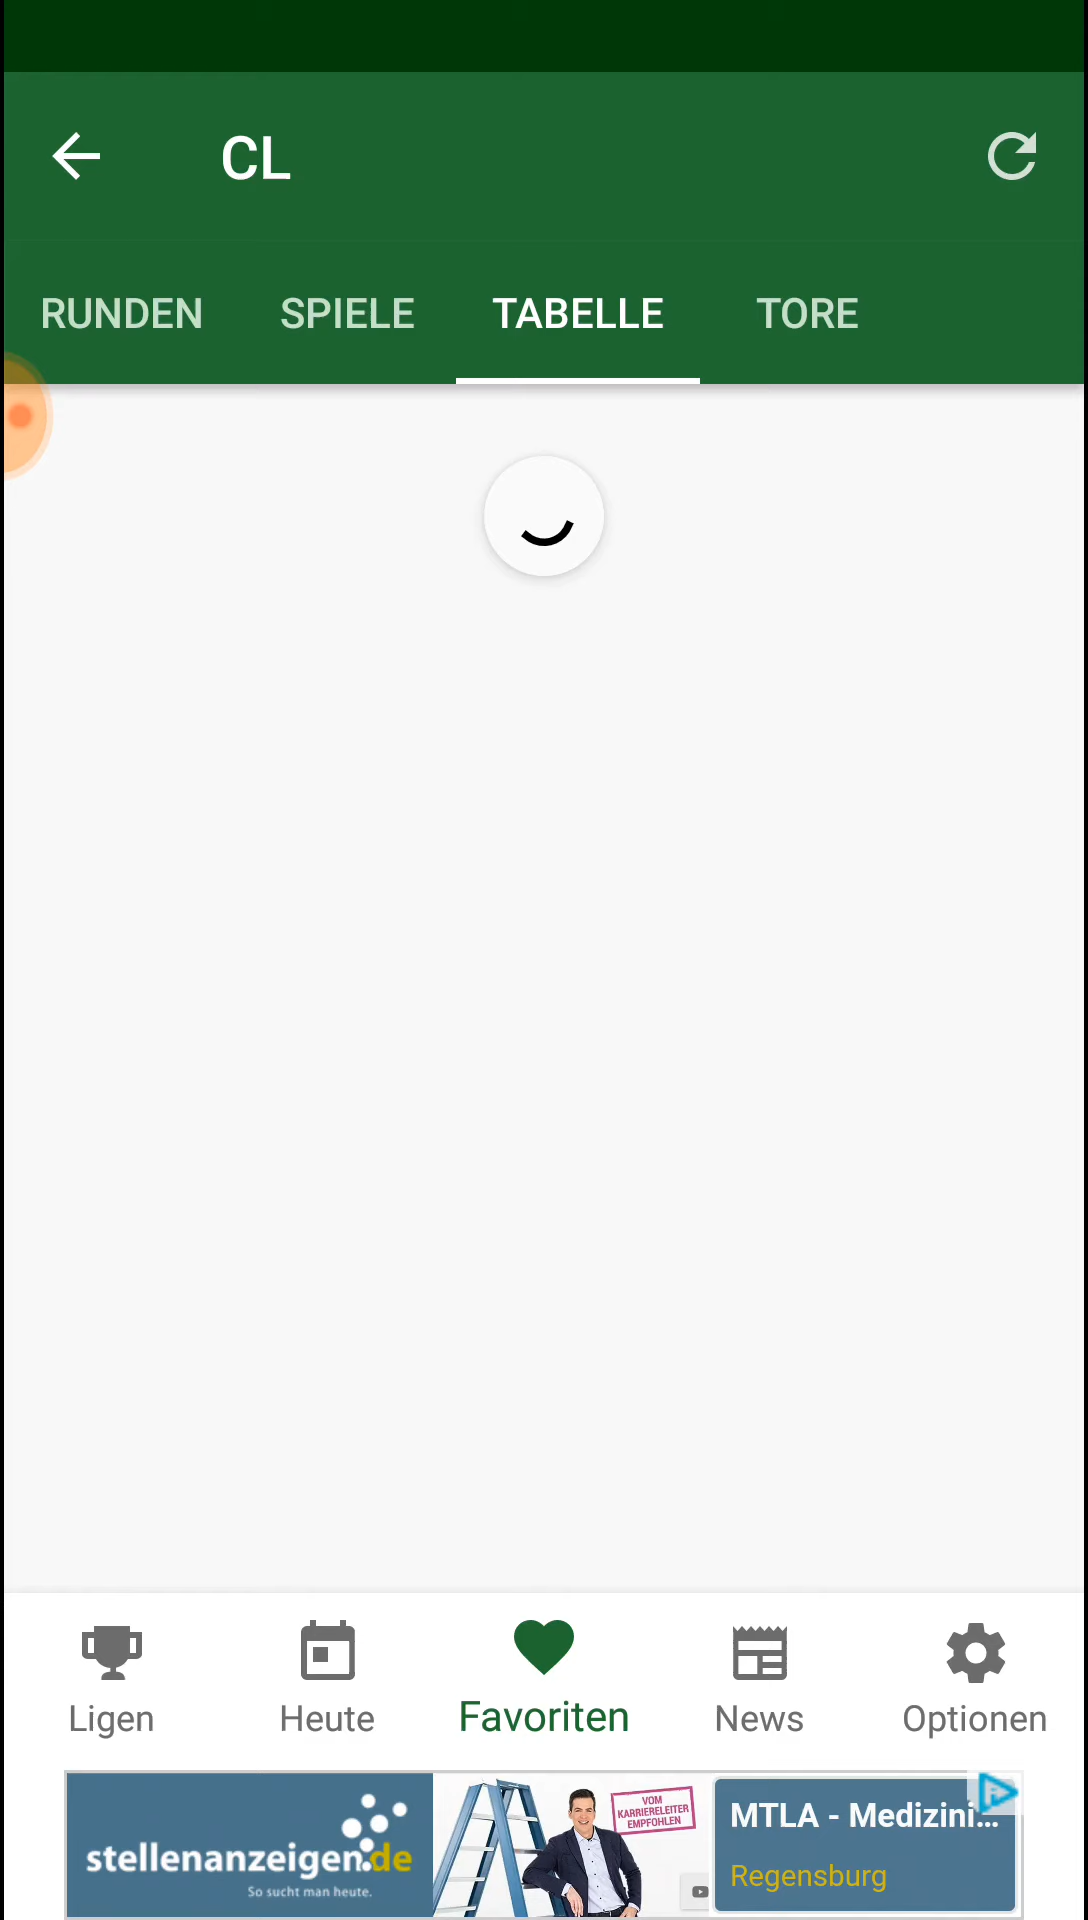 CL
RUNDEN SPIELE TABELLE TORE
Ligen Heute Favoriten News Optionen
stellenanzeigen.de
So sucht man heute.
VOM
KARRIERELEITER
EMPFOHLEN
MTLA - Medizini...
Regensburg